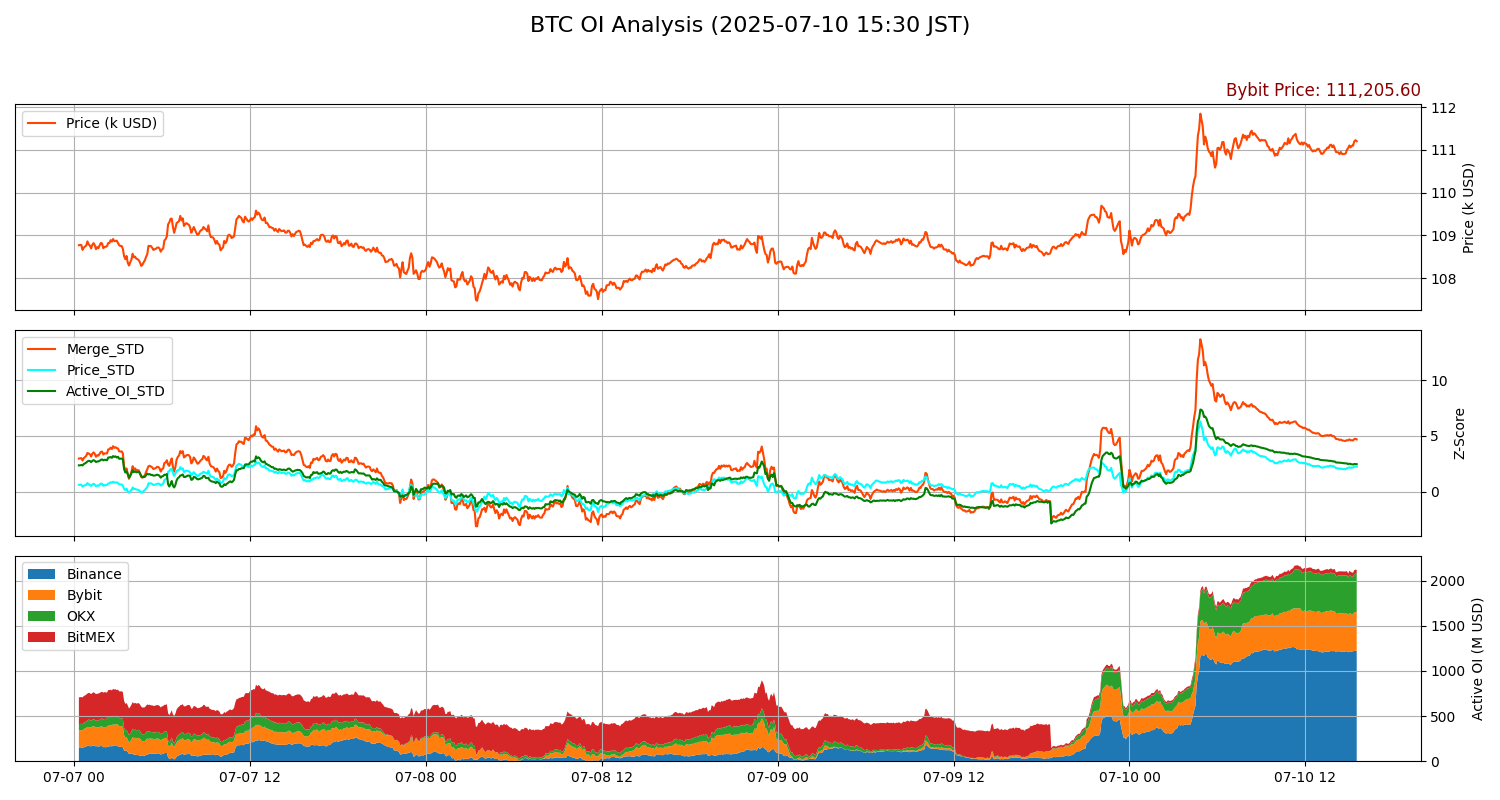 BTC OI Analysis (2025-07-10 15:30 JST)
Bybit Price: 111,205.60
Price (k USD)
112
111
110
109
108
Price (k USD)
Merge_STD
Price_STD
Active_OI_STD
10
5
0
Z-Score
Binance
Bybit
OKX
BitMEX
2000
1500
1000
500
0
Active OI (M USD)
07-07 00
07-07 12
07-08 00
07-08 12
07-09 00
07-09 12
07-10 00
07-10 12